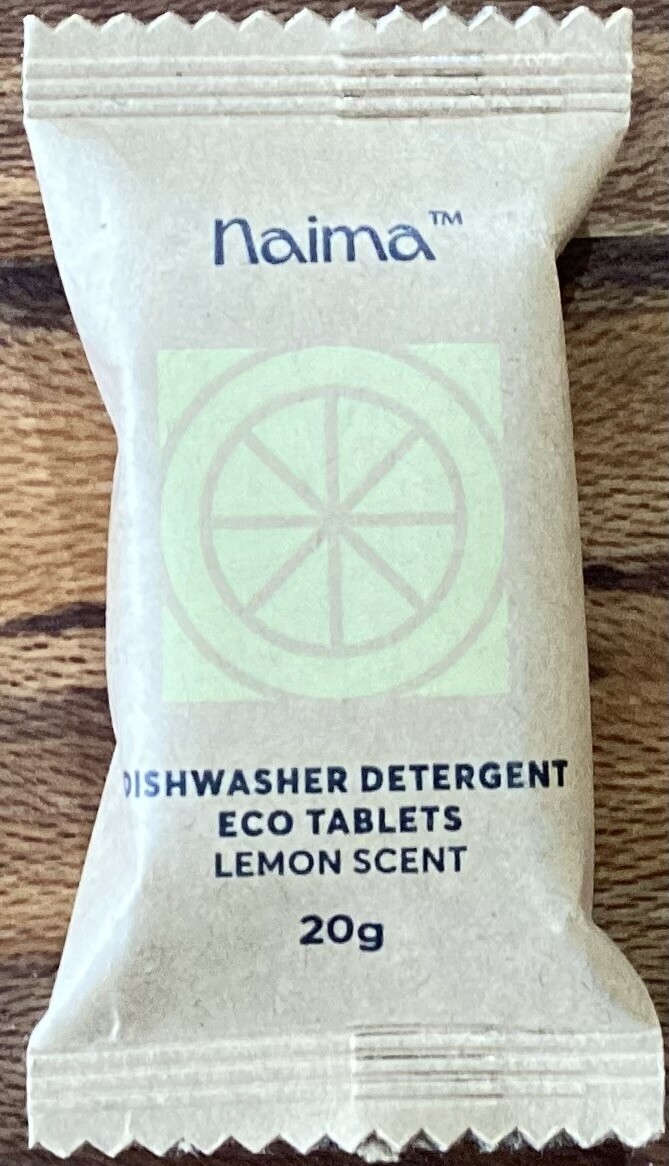 naima™
DISHWASHER DETERGENT
ECO TABLETS
LEMON SCENT
20g